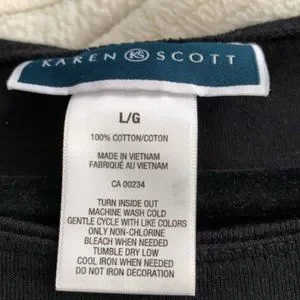 KAREN KS SCOTT
L/G
100% COTTON/COTON
MADE IN VIETNAM
FABRIQUÉ AU VIETNAM
CA 00234
TURN INSIDE OUT
MACHINE WASH COLD
GENTLE CYCLE WITH LIKE COLORS
ONLY NON-CHLORINE
BLEACH WHEN NEEDED
TUMBLE DRY LOW
COOL IRON WHEN NEEDED
DO NOT IRON DECORATION